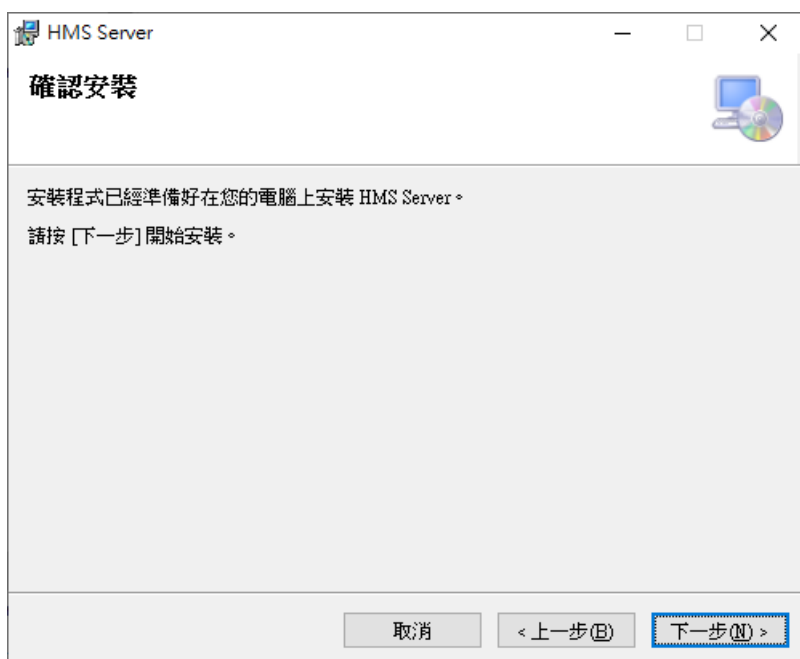 HMS Server
確認安裝
安裝程式已經準備好在您的電腦上安裝 HMS Server。
請按 [下一步] 開始安裝。
取消
< 上一步(B)
下一步(N) >